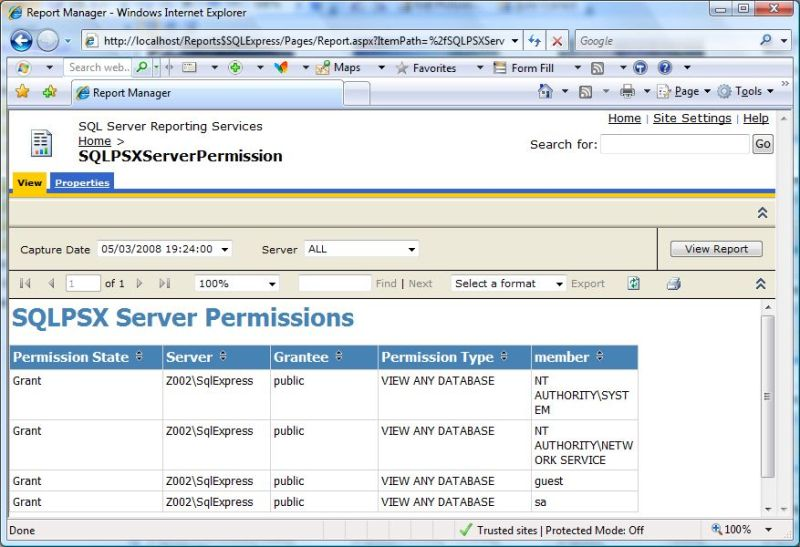 Report Manager - Windows Internet Explorer
http://localhost/Reports$SQLExpress/Pages/Report.aspx?ItemPath=%2fSQLPSXServ
Google
Search web...
Maps
Favorites
Form Fill
Report Manager
Page
Tools
SQL Server Reporting Services
Home | Site Settings | Help
Home >
SQLPSXServerPermission
Search for:
Go
View
Properties
Capture Date 05/03/2008 19:24:00 Server ALL View Report
1 of 1 100% Find | Next Select a format Export
SQLPSX Server Permissions
Permission State Server Grantee Permission Type member
Grant Z002\SqlExpress public VIEW ANY DATABASE NT
AUTHORITY\SYST
EM
Grant Z002\SqlExpress public VIEW ANY DATABASE NT
AUTHORITY\NETW
ORK SERVICE
Grant Z002\SqlExpress public VIEW ANY DATABASE guest
Grant Z002\SqlExpress public VIEW ANY DATABASE sa
Done Trusted sites | Protected Mode: Off 100%